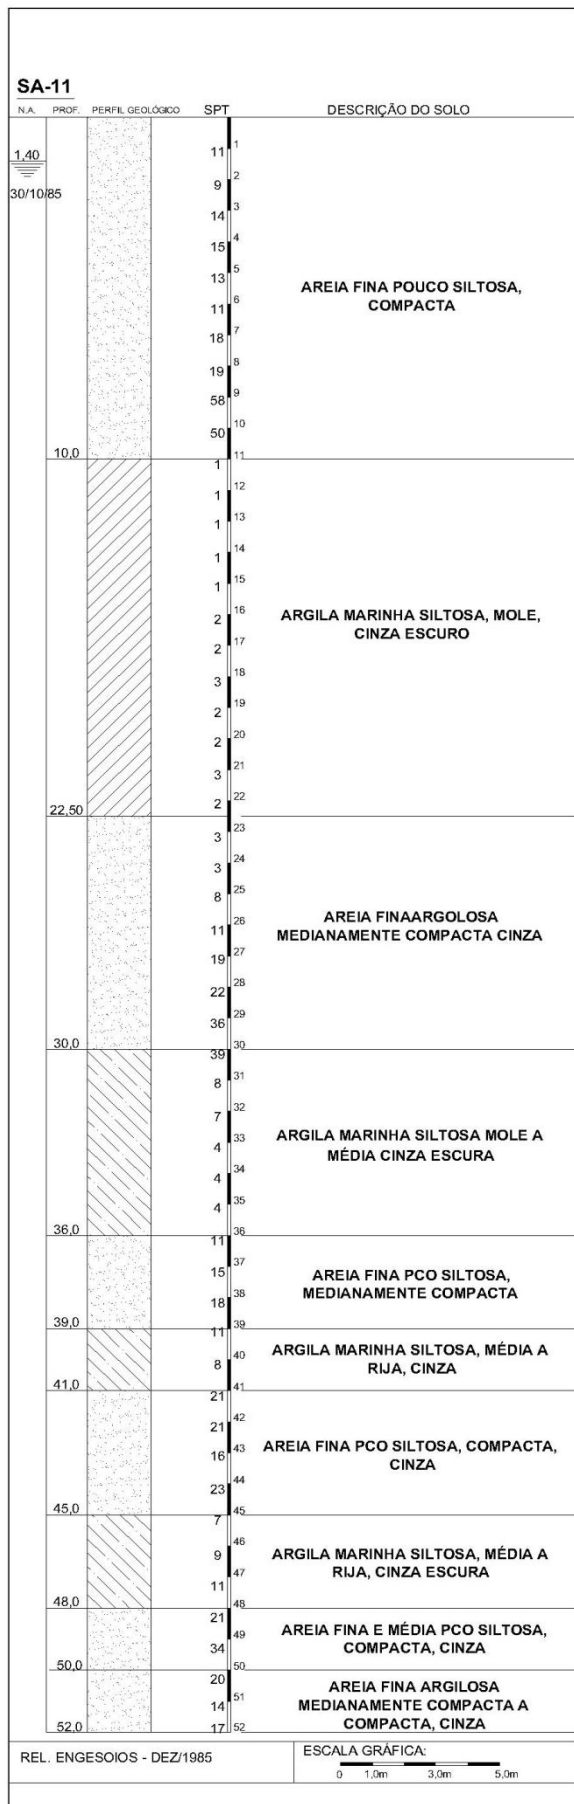 SA-11
N.A. PROF. PERFIL GEOLÓGICO SPT DESCRIÇÃO DO SOLO
1,40
30/10/85
11 1
9 2
14 3
15 4
13 5
11 6
18 7
19 8
58 9
50 10
AREIA FINA POUCO SILTOSA,
COMPACTA
10,0
1 11
1 12
1 13
1 14
1 15
2 16
2 17
3 18
2 19
2 20
3 21
2 22
ARGILA MARINHA SILTOSA, MOLE,
CINZA ESCURO
22,50
3 23
3 24
8 25
11 26
19 27
22 28
36 29
AREIA FINAARGOLOSA
MEDIANAMENTE COMPACTA CINZA
30,0
39 30
8 31
7 32
4 33
4 34
4 35
ARGILA MARINHA SILTOSA MOLE A
MÉDIA CINZA ESCURA
36,0
11 36
15 37
18 38
AREIA FINA PCO SILTOSA,
MEDIANAMENTE COMPACTA
39,0
11 39
8 40
ARGILA MARINHA SILTOSA, MÉDIA A
RIJA, CINZA
41,0
21 41
21 42
16 43
23 44
AREIA FINA PCO SILTOSA, COMPACTA,
CINZA
45,0
7 45
9 46
11 47
ARGILA MARINHA SILTOSA, MÉDIA A
RIJA, CINZA ESCURA
48,0
21 48
34 49
AREIA FINA E MÉDIA PCO SILTOSA,
COMPACTA, CINZA
50,0
20 50
14 51
17 52
AREIA FINA ARGILOSA
MEDIANAMENTE COMPACTA A
COMPACTA, CINZA
52,0
REL. ENGESOIOS - DEZ/1985
ESCALA GRÁFICA:
0 1,0m 3,0m 5,0m